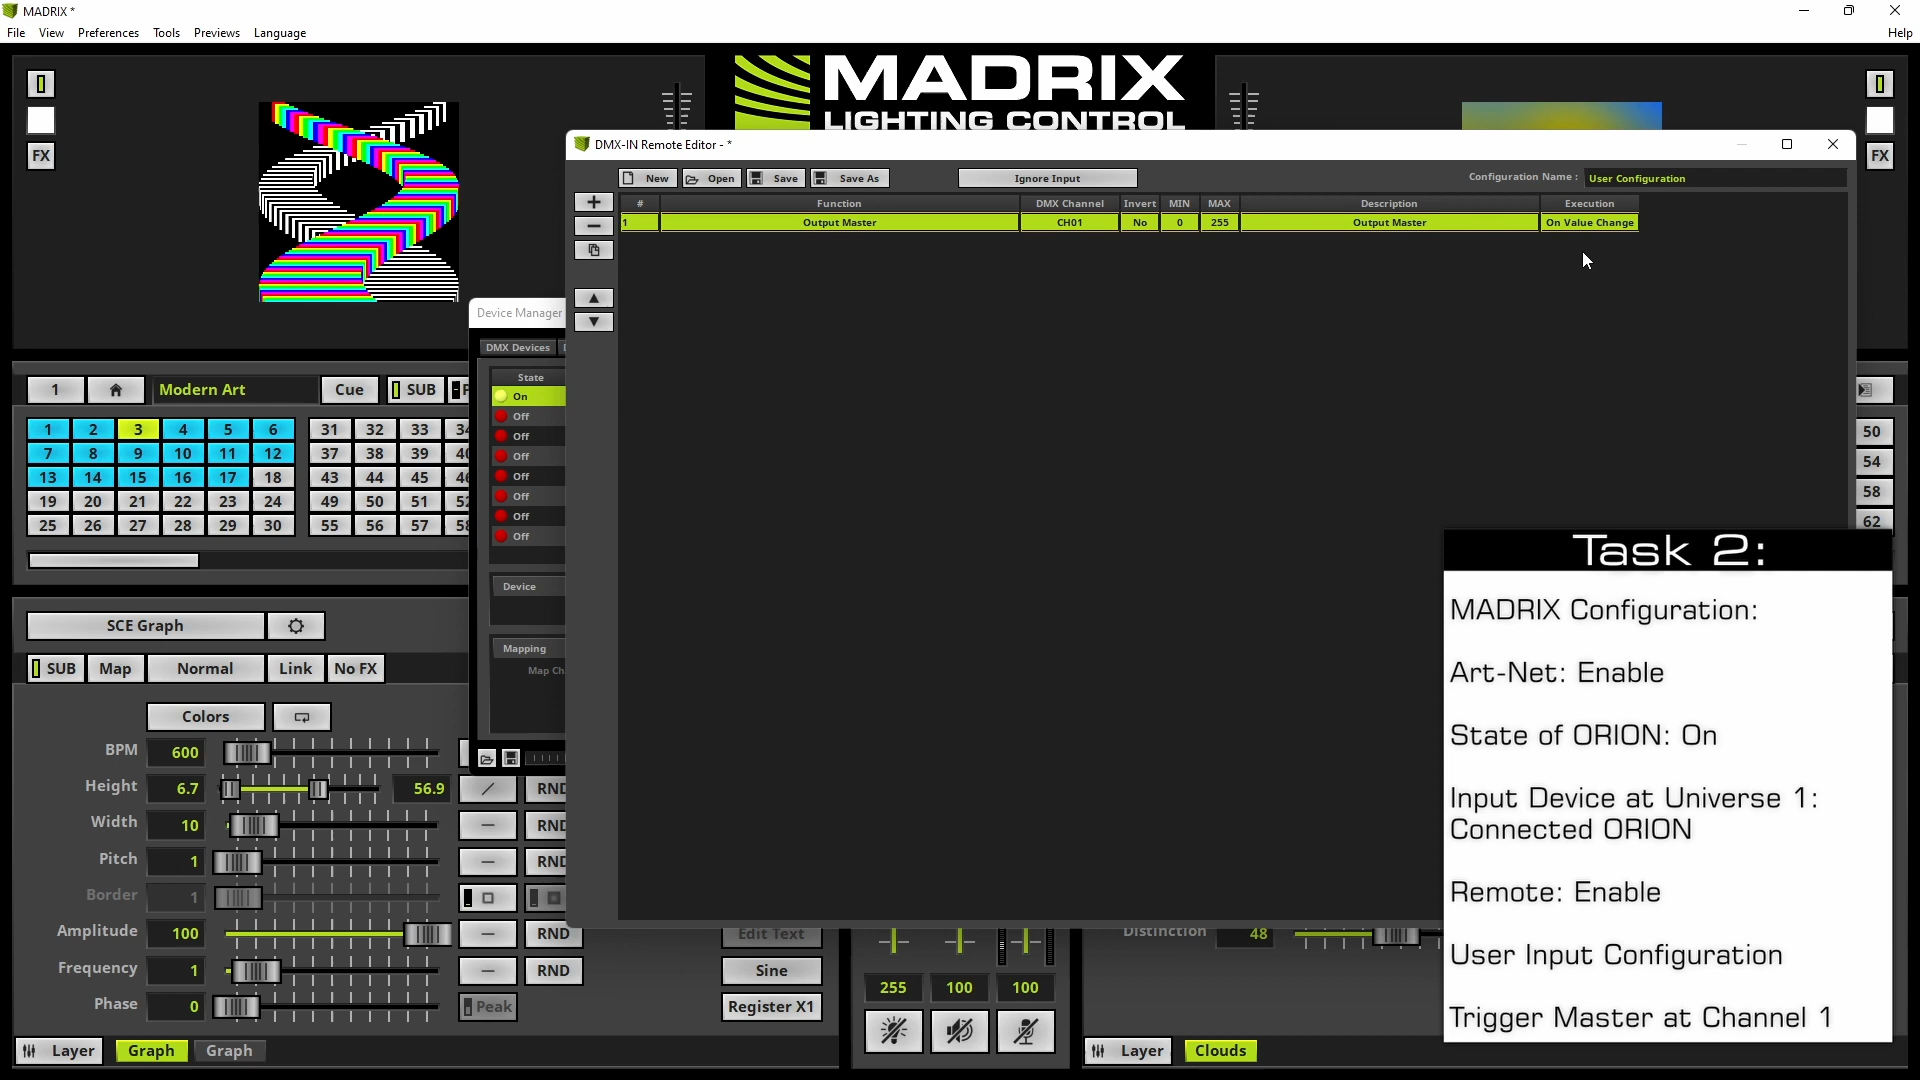 MADRIX *
File View Preferences Tools Previews Language Help
MADRIX
LIGHTING CONTROL
FX
FX
DMX-IN Remote Editor - *
New Open Save Save As Ignore Input Configuration Name : User Configuration
# Function DMX Channel Invert MIN MAX Description Execution
1 Output Master CH01 No 0 255 Output Master On Value Change
Device Manager
DMX Devices
State
On
Off
Off
Off
Off
Off
Off
Off
Device
Mapping
Map Ch
1 Modern Art Cue SUB
1 2 3 4 5 6 31 32 33 34
7 8 9 10 11 12 37 38 39 40
13 14 15 16 17 18 43 44 45 46
19 20 21 22 23 24 49 50 51 52
25 26 27 28 29 30 55 56 57 58
50
54
58
62
SCE Graph
SUB Map Normal Link No FX
Colors
BPM 600
Height 6.7 56.9 RND
Width 10 RND
Pitch 1 RND
Border 1
Amplitude 100 RND Edit Text
Frequency 1 RND Sine
Phase 0 Peak Register X1
255 100 100
Distinction 48
Layer Graph Graph
Layer Clouds
Task 2:
MADRIX Configuration:
Art-Net: Enable
State of ORION: On
Input Device at Universe 1:
Connected ORION
Remote: Enable
User Input Configuration
Trigger Master at Channel 1